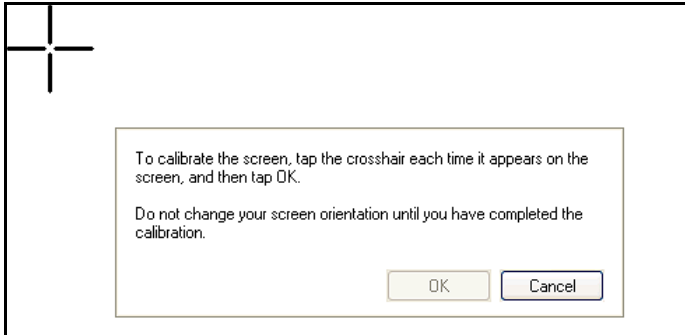 To calibrate the screen, tap the crosshair each time it appears on the
screen, and then tap OK.
Do not change your screen orientation until you have completed the
calibration.
OK
Cancel